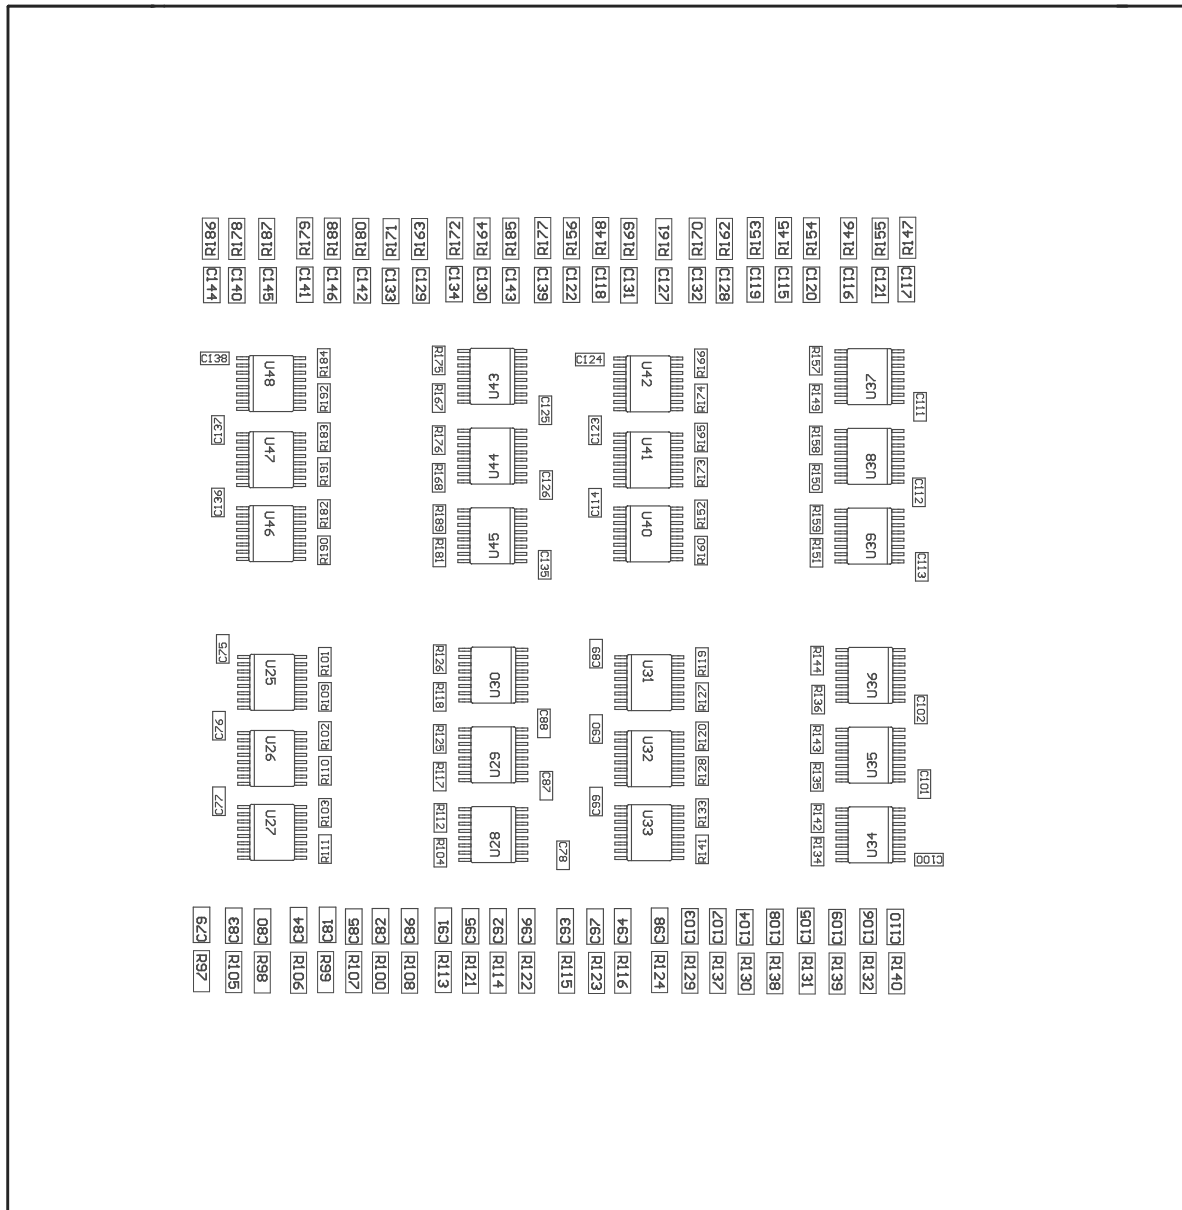 R186 R178 R187 R179 R188 R180 R171 R163 R172 R164 R185 R177 R156 R148 R169 R161 R170 R162 R153 R145 R154 R146 R155 R147
C144 C140 C145 C141 C146 C142 C133 C129 C134 C130 C143 C139 C122 C118 C131 C127 C132 C128 C119 C115 C120 C116 C121 C117
C138 U48 R184 R175 U43 C124 U42 R166 R157 U37
R192 R167 C125 R174 R149 C111
C137 U47 R183 R176 U44 C123 U41 R165 R158 U38
R191 R168 C126 R173 R150 C112
C136 U46 R182 R189 U45 C114 U40 R152 R159 U39
R190 R181 C135 R160 R151 C113
C75 U25 R101 R126 U30 C89 U31 R119 R144 U36
R109 R118 C88 R127 R136 C102
C76 U26 R102 R125 U29 C90 U32 R120 R143 U35
R110 R117 C87 R128 R135 C101
C77 U27 R103 R112 U28 C99 U33 R133 R142 U34
R111 R104 C78 R141 R134 C100
C79 C83 C80 C84 C81 C85 C82 C86 C91 C95 C92 C96 C93 C97 C94 C98 C103 C107 C104 C108 C105 C109 C106 C110
R97 R105 R98 R106 R99 R107 R100 R108 R113 R121 R114 R122 R115 R123 R116 R124 R129 R137 R130 R138 R131 R139 R132 R140